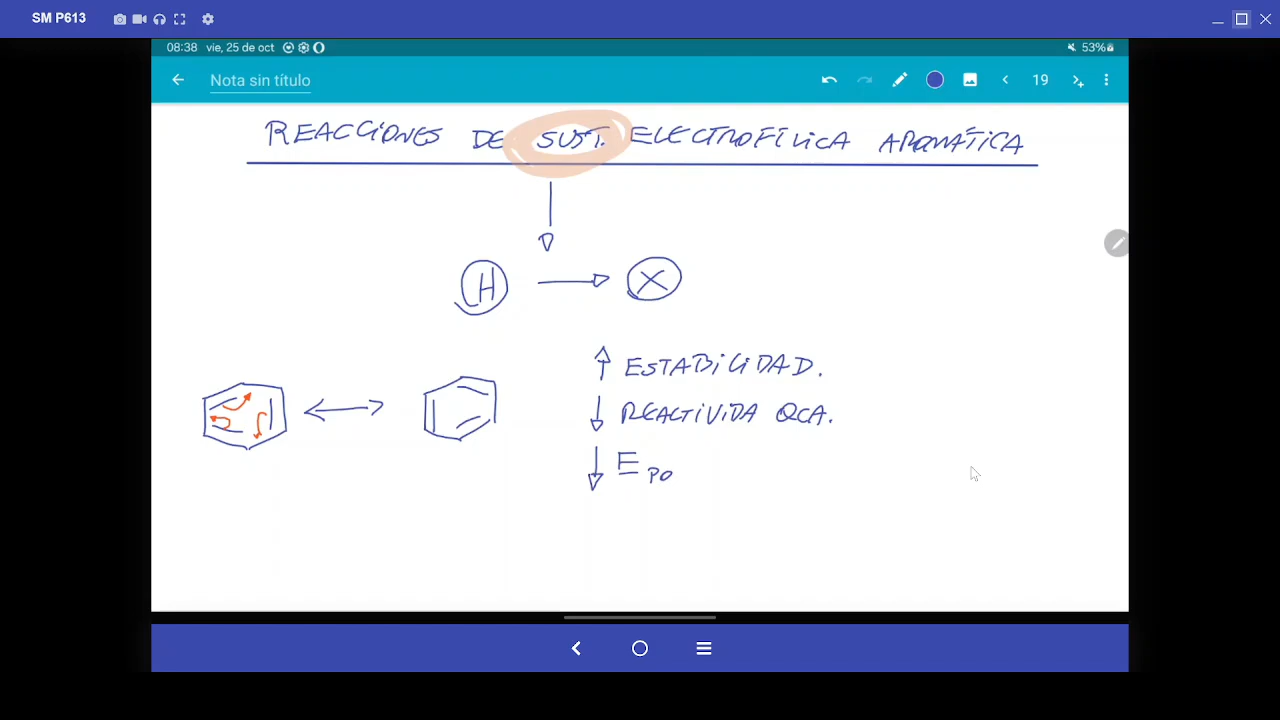 SM P613
08:38 vie, 25 de oct
53%
Nota sin título
19
REACCIONES DE SUST. ELECTROFÍLICA AROMÁTICA
H → X
↑ ESTABILIDAD.
↓ REACTIVIDA QCA.
↓ E PO